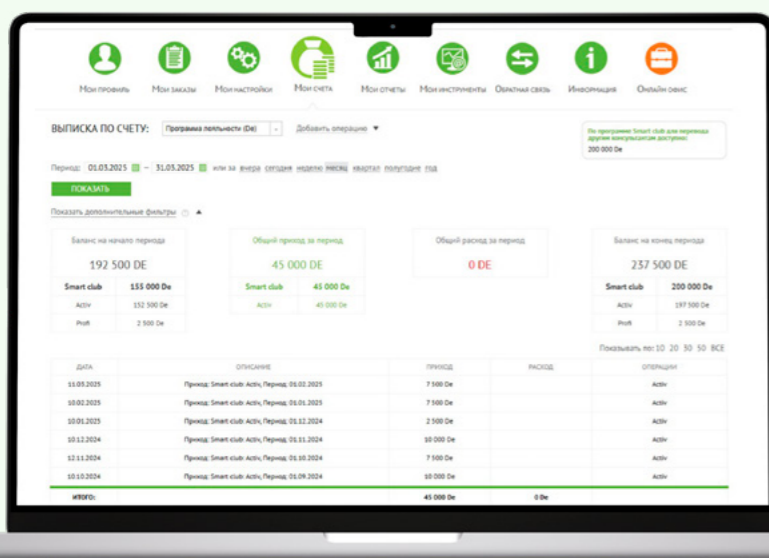 Мой профиль Мои заказы Мои настройки Мои счета Мои отчеты Мои инструменты Обратная связь Информация Онлайн офис
ВЫПИСКА ПО СЧЕТУ: Программа лояльности (De) Добавить операцию
По программе Smart club для перевода
другим консультантам доступно:
200 000 De
Период: 01.03.2025 – 31.03.2025 или за вчера сегодня неделю месяц квартал полугодие год
ПОКАЗАТЬ
Показать дополнительные фильтры
Баланс на начало периода Общий приход за период Общий расход за период Баланс на конец периода
192 500 DE 45 000 DE 0 DE 237 500 DE
Smart club 155 000 De Smart club 45 000 De Smart club 200 000 De
Activ 152 500 De Activ 45 000 De Activ 197 500 De
Profi 2 500 De Profi 2 500 De
Показывать по: 10 20 30 50 ВСЕ
ДАТА ОПИСАНИЕ ПРИХОД РАСХОД ОПЕРАЦИИ
11.03.2025 Приход: Smart club: Activ, Период: 01.02.2025 7 500 De Activ
10.02.2025 Приход: Smart club: Activ, Период: 01.01.2025 7 500 De Activ
10.01.2025 Приход: Smart club: Activ, Период: 01.12.2024 2 500 De Activ
10.12.2024 Приход: Smart club: Activ, Период: 01.11.2024 10 000 De Activ
12.11.2024 Приход: Smart club: Activ, Период: 01.10.2024 7 500 De Activ
10.10.2024 Приход: Smart club: Activ, Период: 01.09.2024 10 000 De Activ
ИТОГО: 45 000 De 0 De